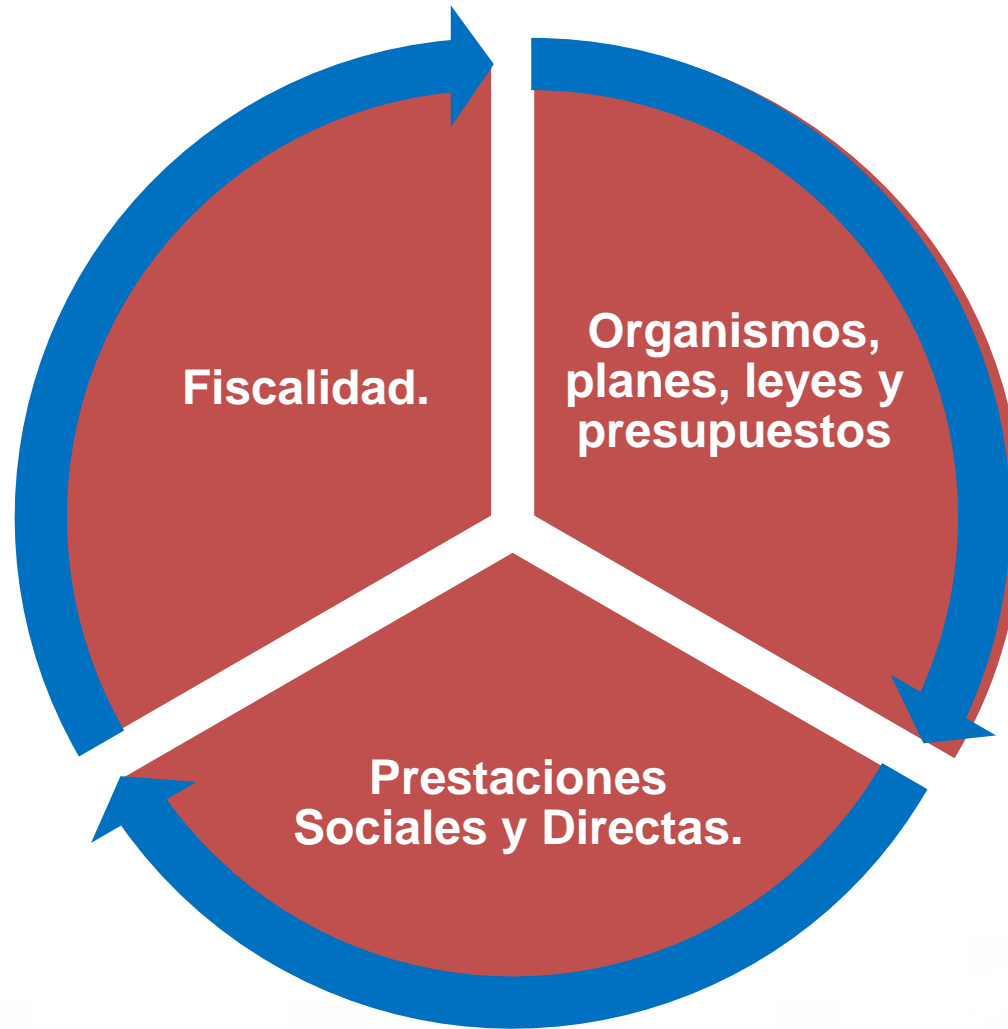 Fiscalidad.
Organismos,
planes, leyes y
presupuestos
Prestaciones
Sociales y Directas.